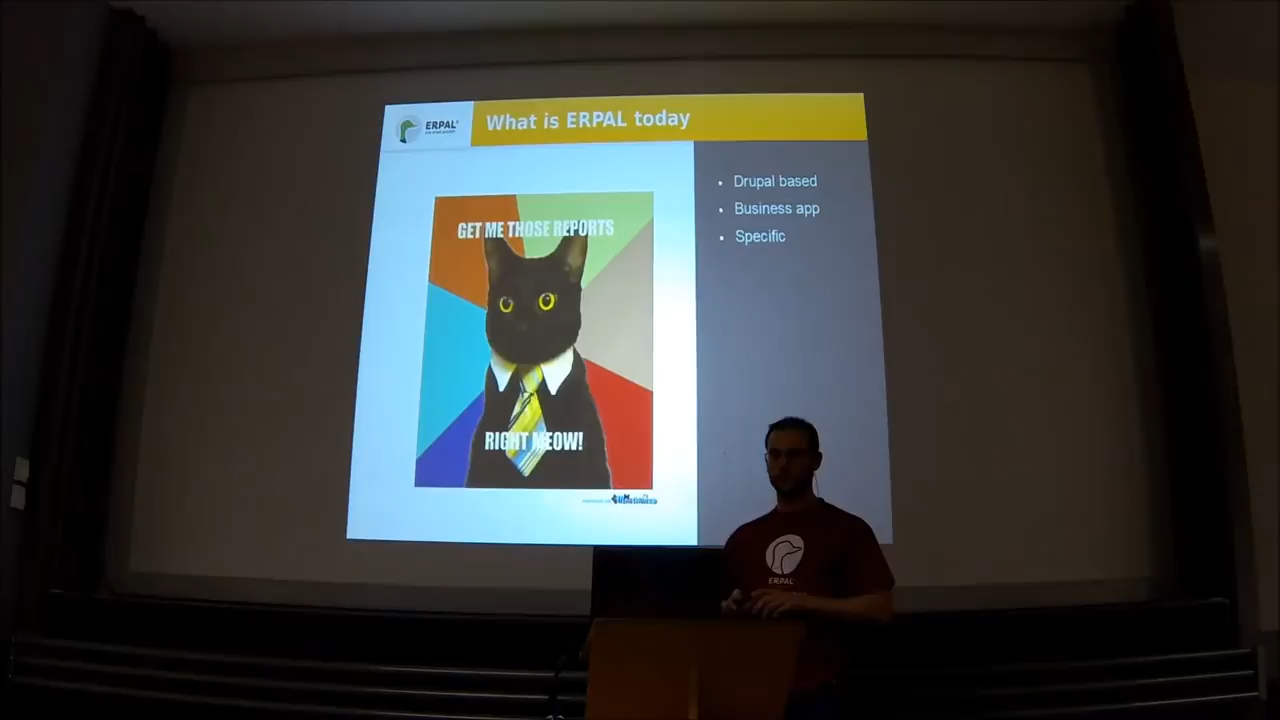 ERPAL
What is ERPAL today
GET ME THOSE REPORTS
RIGHT MEOW!
• Drupal based
• Business app
• Specific
ERPAL